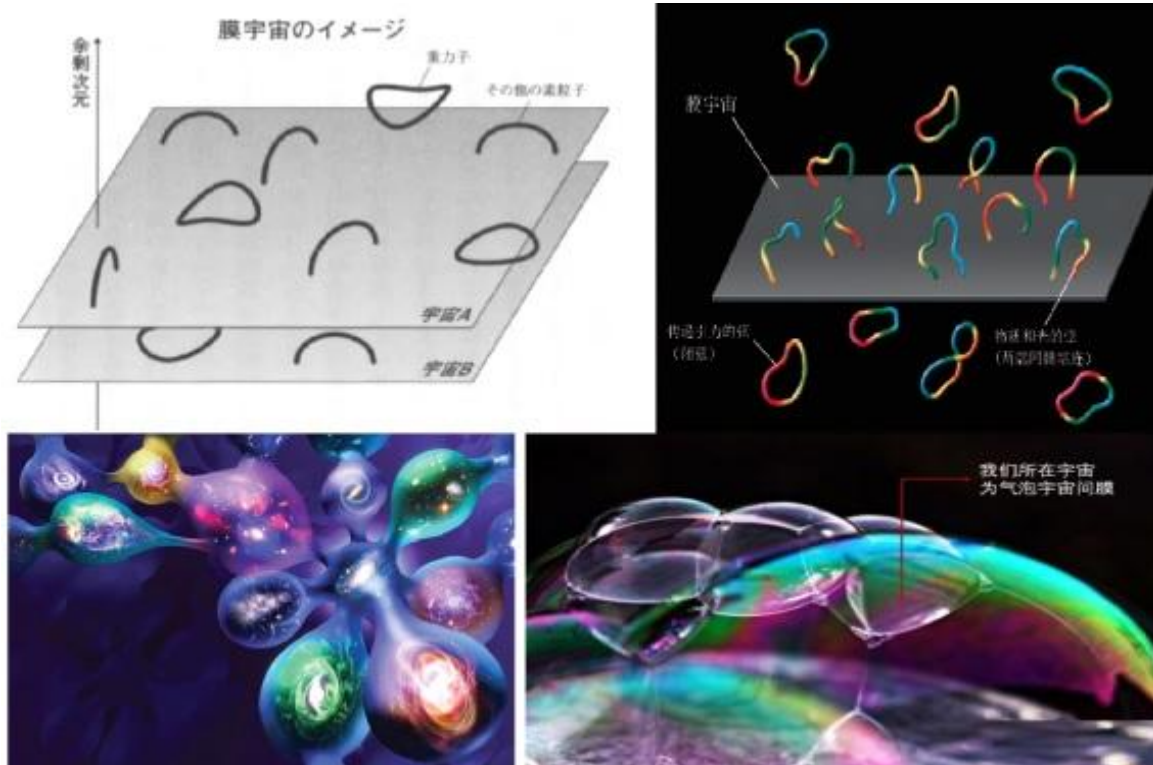 膜宇宙のイメージ
余剰次元
重力子
その他の素粒子
宇宙A
宇宙B
膜宇宙
传递引力的弦
（闭弦）
物质和光的弦
我们所在宇宙
为气泡宇宙间膜